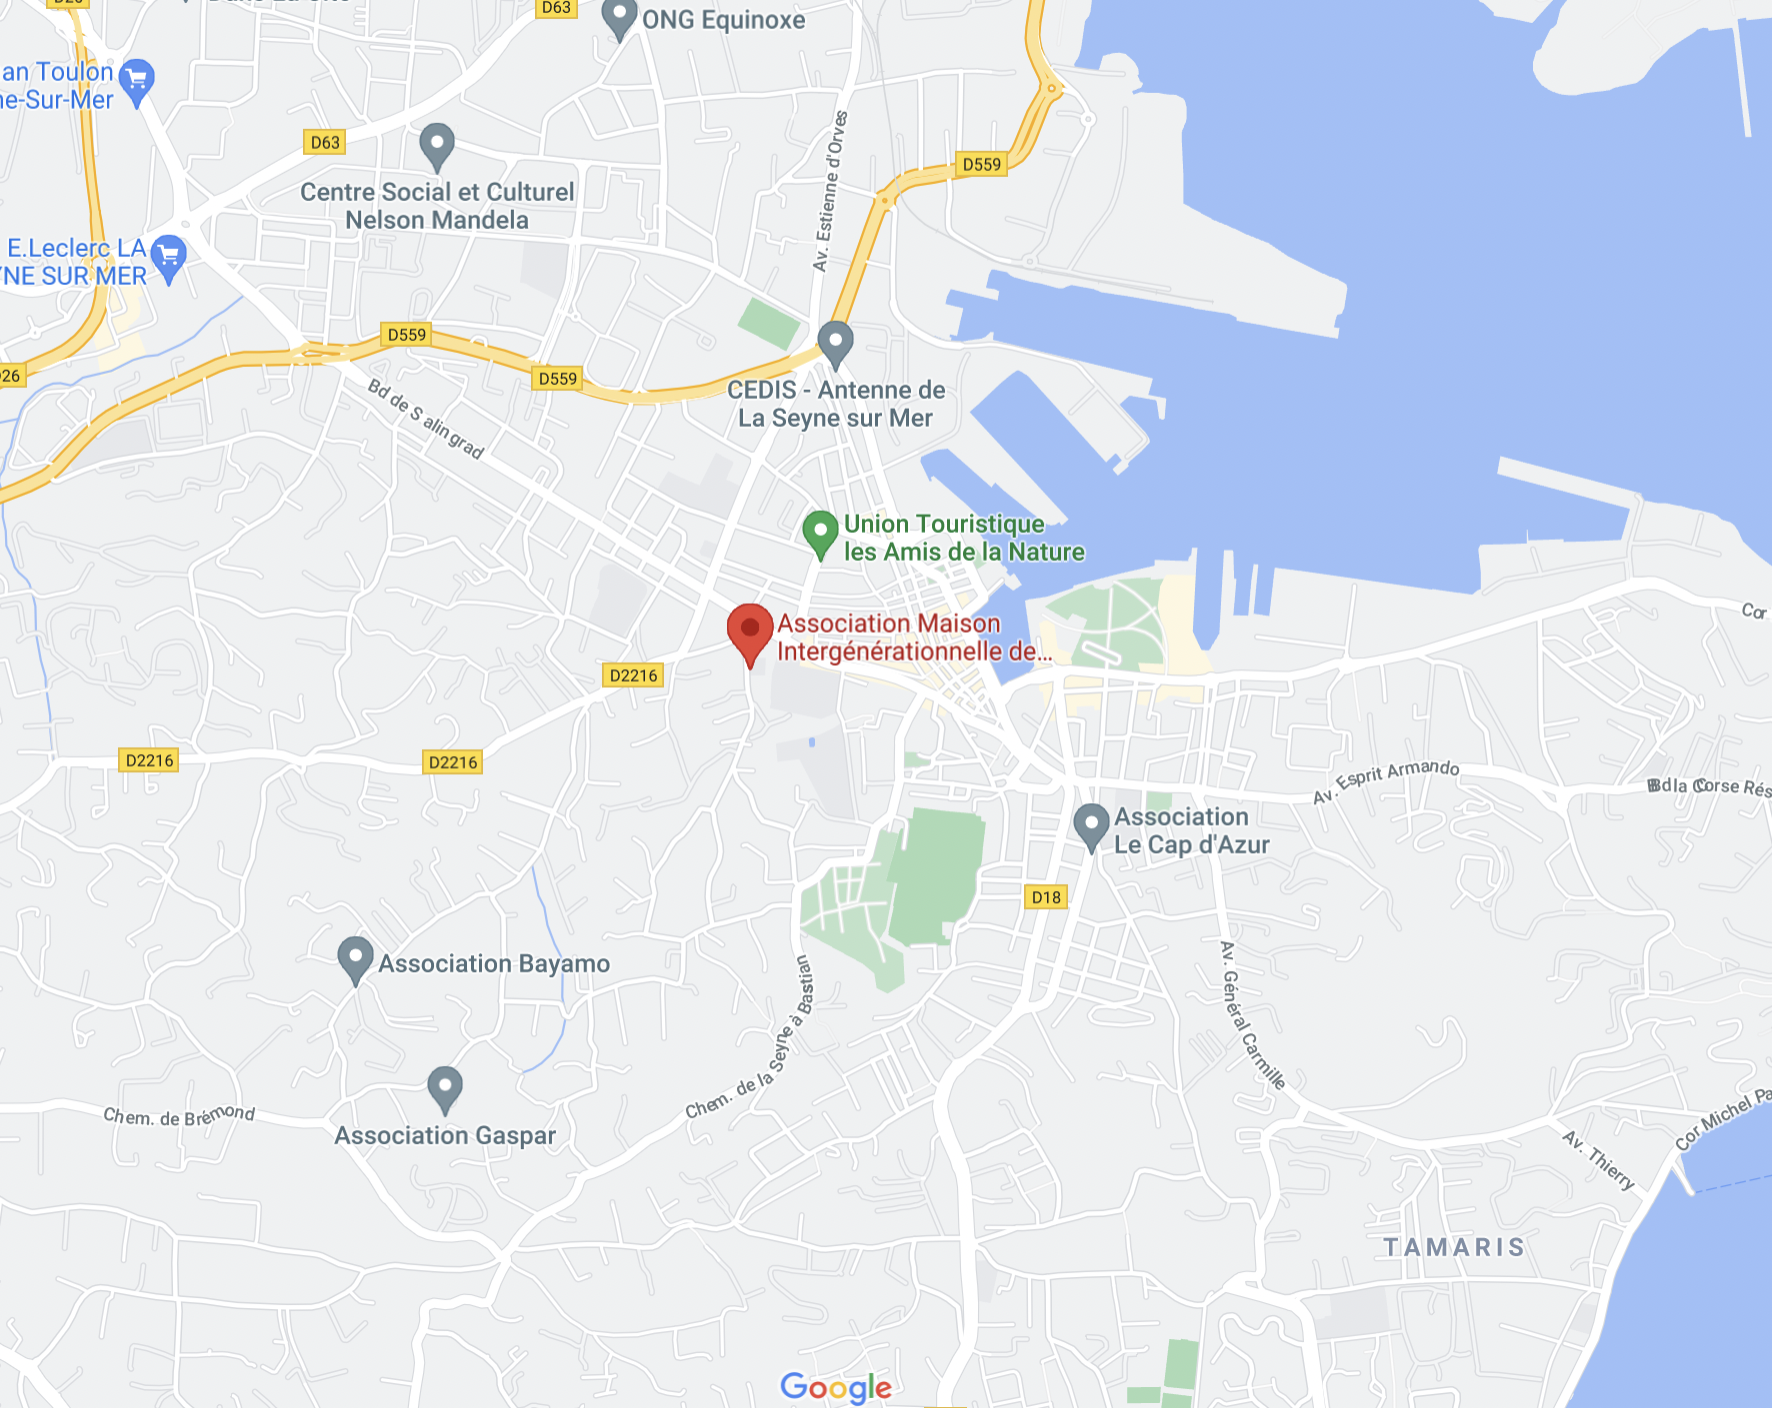 D26
D63
ONG Equinoxe
an Toulon
ne-Sur-Mer
D63
Av. Estienne d'Orves
D559
Centre Social et Culturel
Nelson Mandela
E.Leclerc LA
YNE SUR MER
D559
D26
D559
Bd de S alingrad
CEDIS - Antenne de
La Seyne sur Mer
Union Touristique
les Amis de la Nature
Association Maison
Intergénérationnelle de...
Cor
D2216
D2216
D2216
Av. Esprit Armando
Bd la Corse Rés
Association
Le Cap d'Azur
D18
Association Bayamo
Av. Général Carmille
Chem. de la Seyne à Bastian
Chem. de Brémond
Association Gaspar
Cor Michel Pa
Av. Thierry
TAMARIS
Google